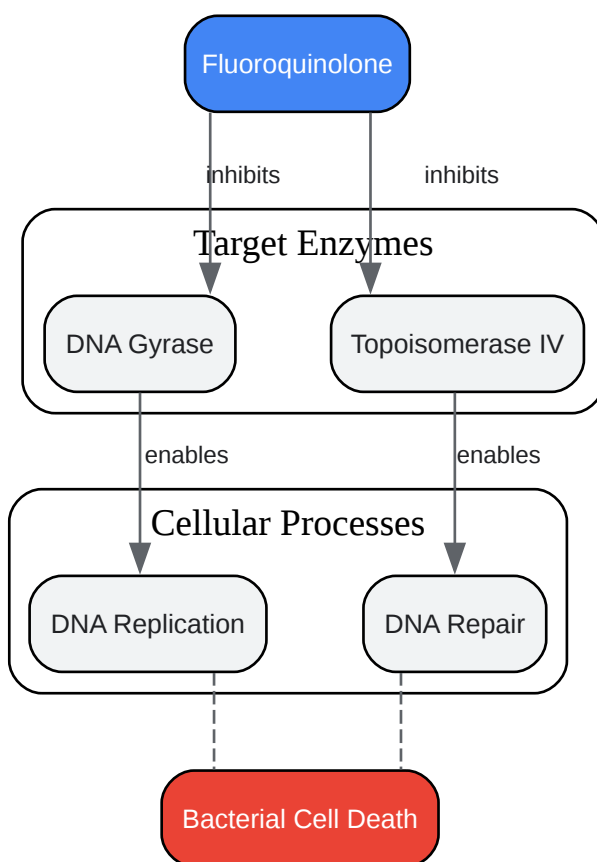 Fluoroquinolone
inhibits
inhibits
Target Enzymes
DNA Gyrase
Topoisomerase IV
enables
enables
Cellular Processes
DNA Replication
DNA Repair
Bacterial Cell Death